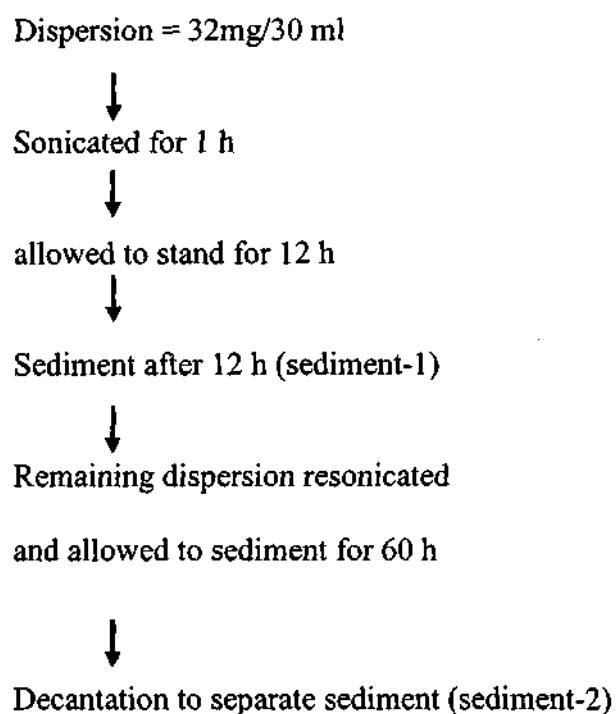 Dispersion = 32mg/30 ml
Sonicated for 1 h
allowed to stand for 12 h
Sediment after 12 h (sediment-1)
Remaining dispersion resonicated
and allowed to sediment for 60 h
Decantation to separate sediment (sediment-2)